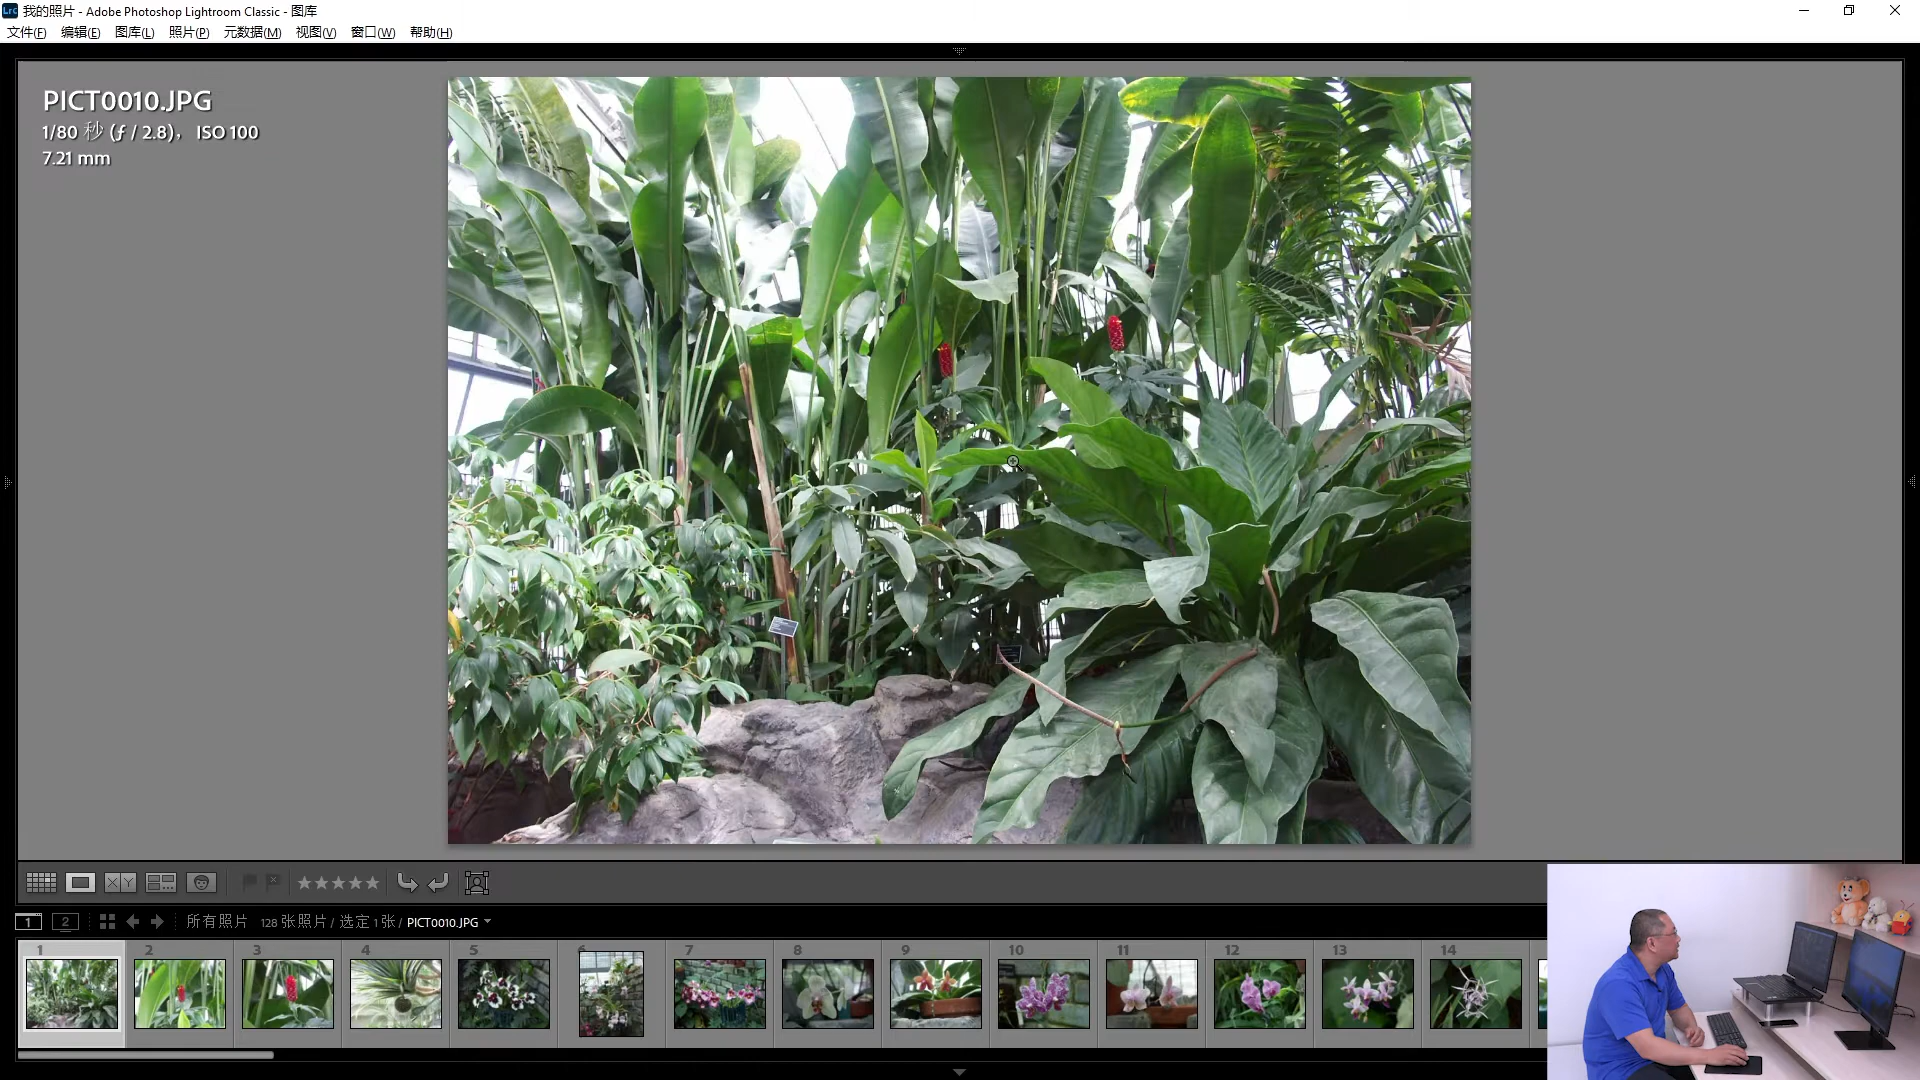 Lrc 我的照片 - Adobe Photoshop Lightroom Classic - 图库
文件(F) 编辑(E) 图库(L) 照片(P) 元数据(M) 视图(V) 窗口(W) 帮助(H)
PICT0010.JPG
1/80 秒 (ƒ / 2.8)， ISO 100
7.21 mm
X Y
1 2 所有照片 128 张照片 / 选定 1 张 / PICT0010.JPG
1 2 3 4 5 6 7 8 9 10 11 12 13 14